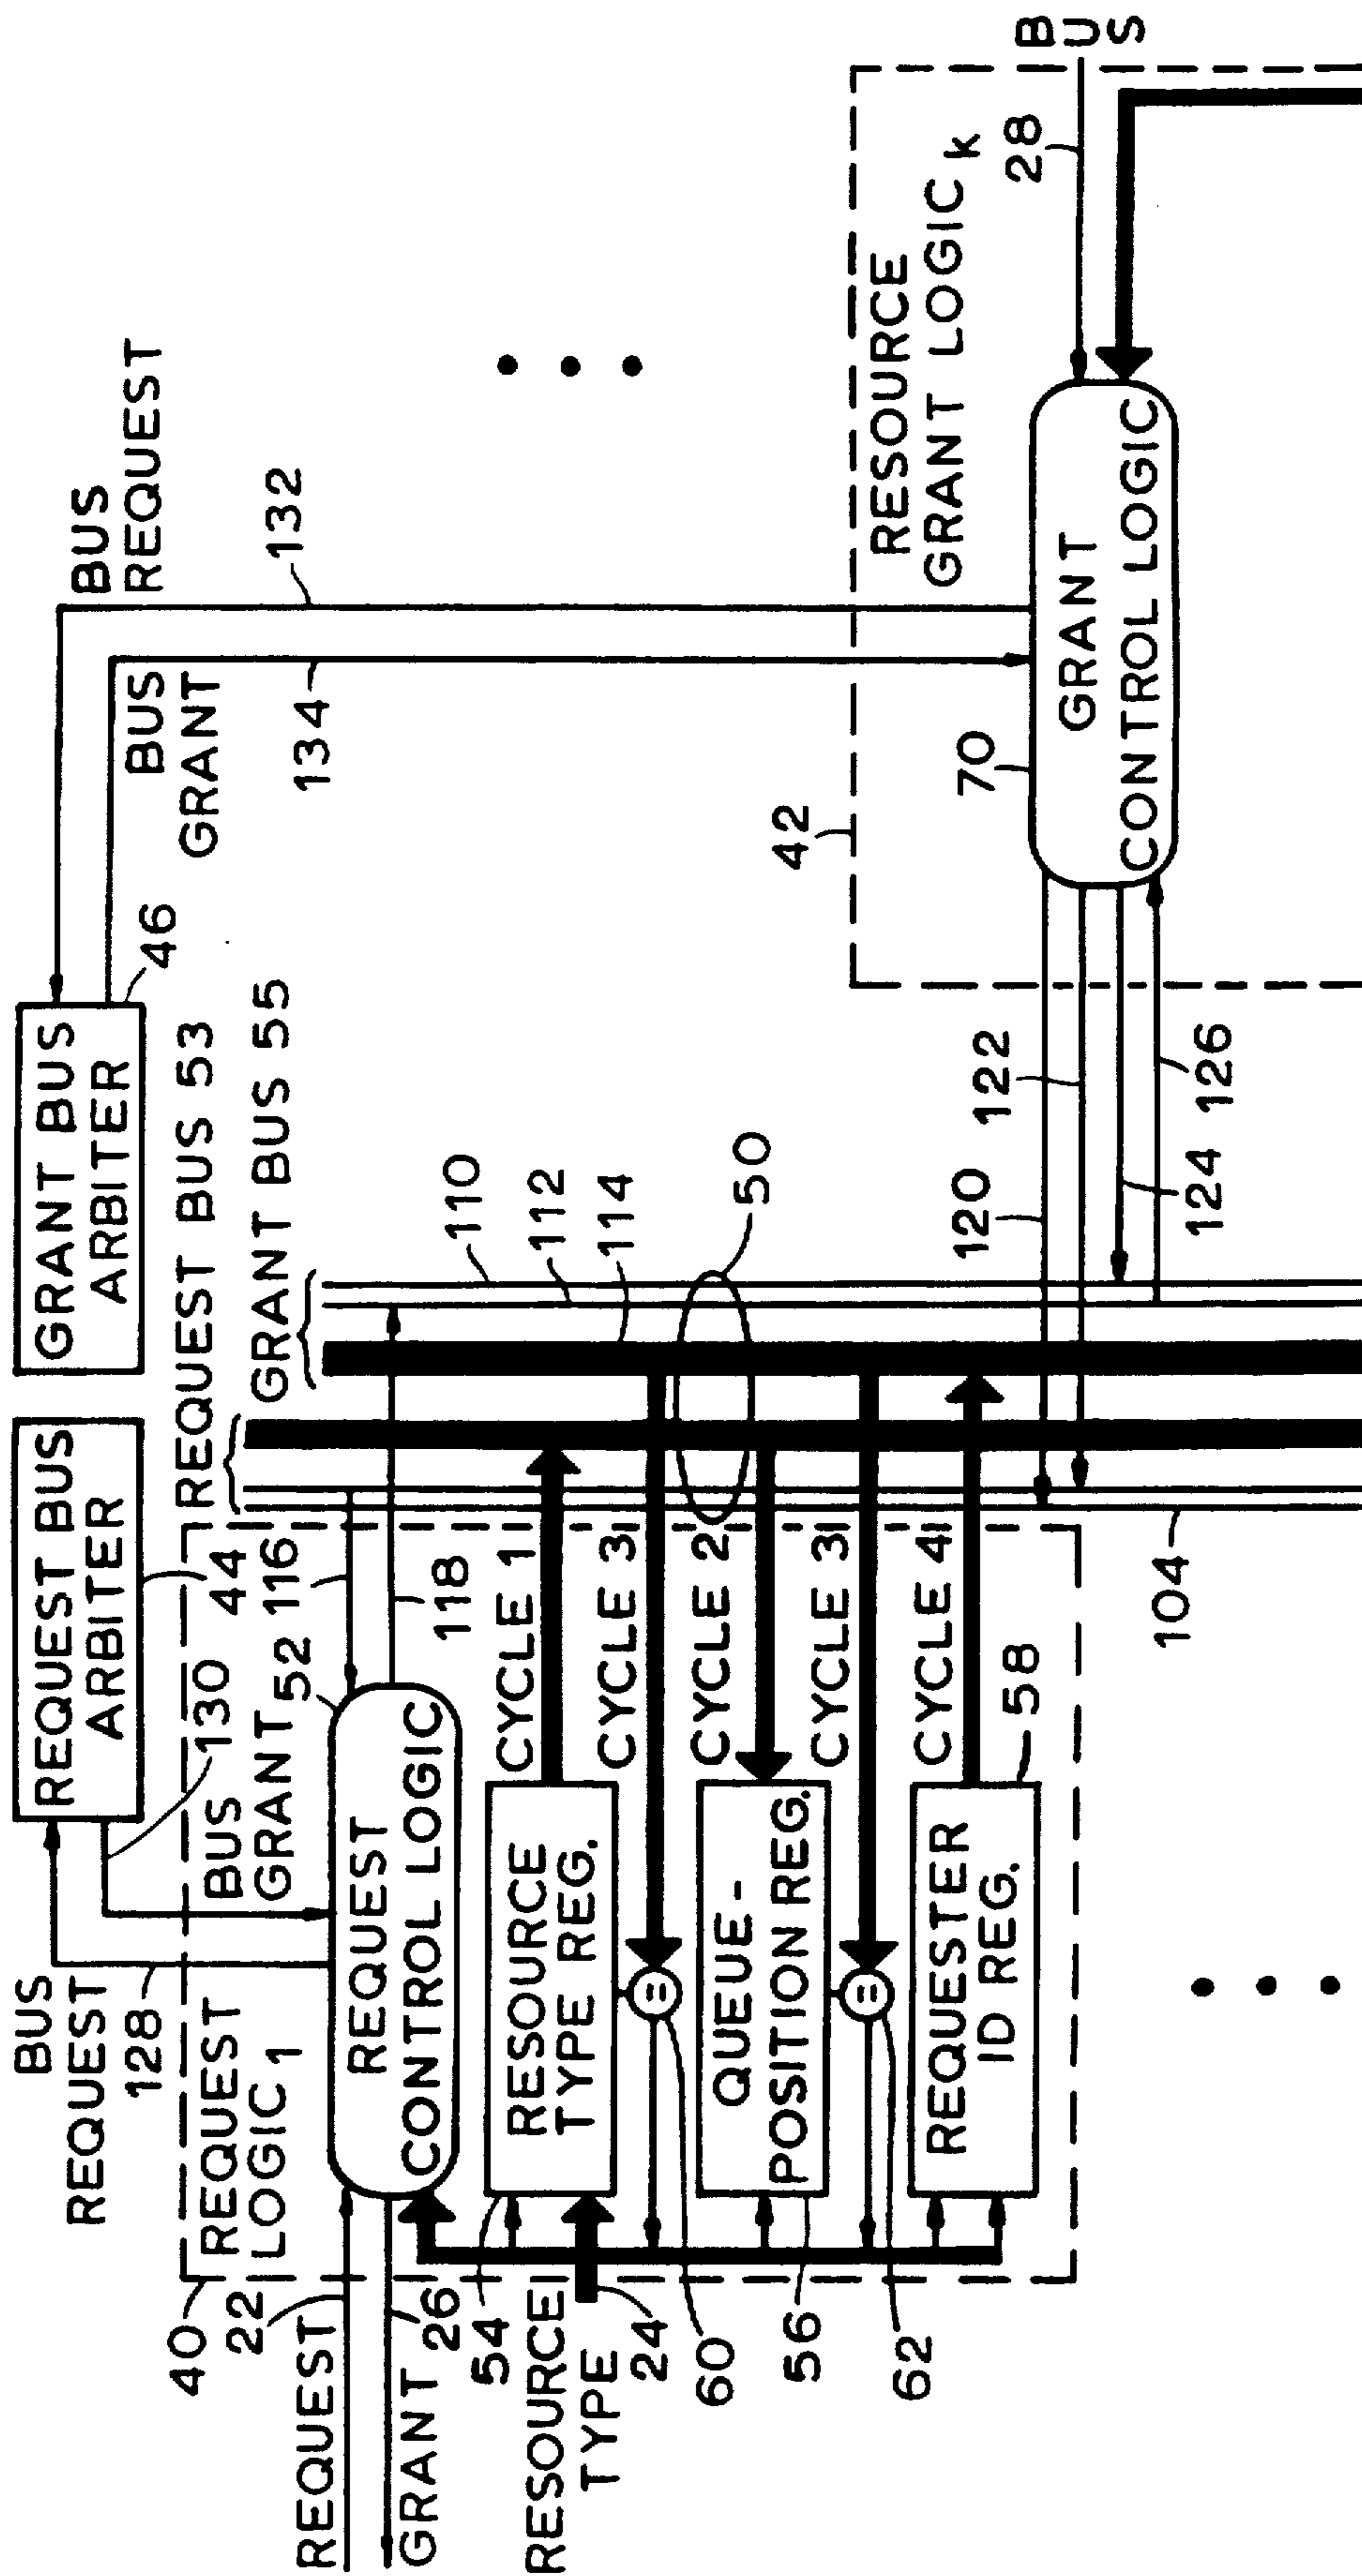 BUS
REQUEST
128
REQUEST BUS
ARBITER
130
44
GRANT BUS
ARBITER
46
BUS
REQUEST
132
BUS
GRANT
134
REQUEST BUS 53
GRANT BUS 55
40
REQUEST
LOGIC 1
BUS
GRANT
52
116
118
22
REQUEST
GRANT
26
REQUEST
CONTROL LOGIC
110
112
114
50
54
RESOURCE
TYPE REG.
CYCLE 1
RESOURCE
TYPE
24
CYCLE 3
60
QUEUE-
POSITION REG.
56
CYCLE 2
CYCLE 3
62
REQUESTER
ID REG.
58
CYCLE 4
104
42
RESOURCE
GRANT LOGIC k
70
GRANT
CONTROL LOGIC
28
BUS
120
122
124
126